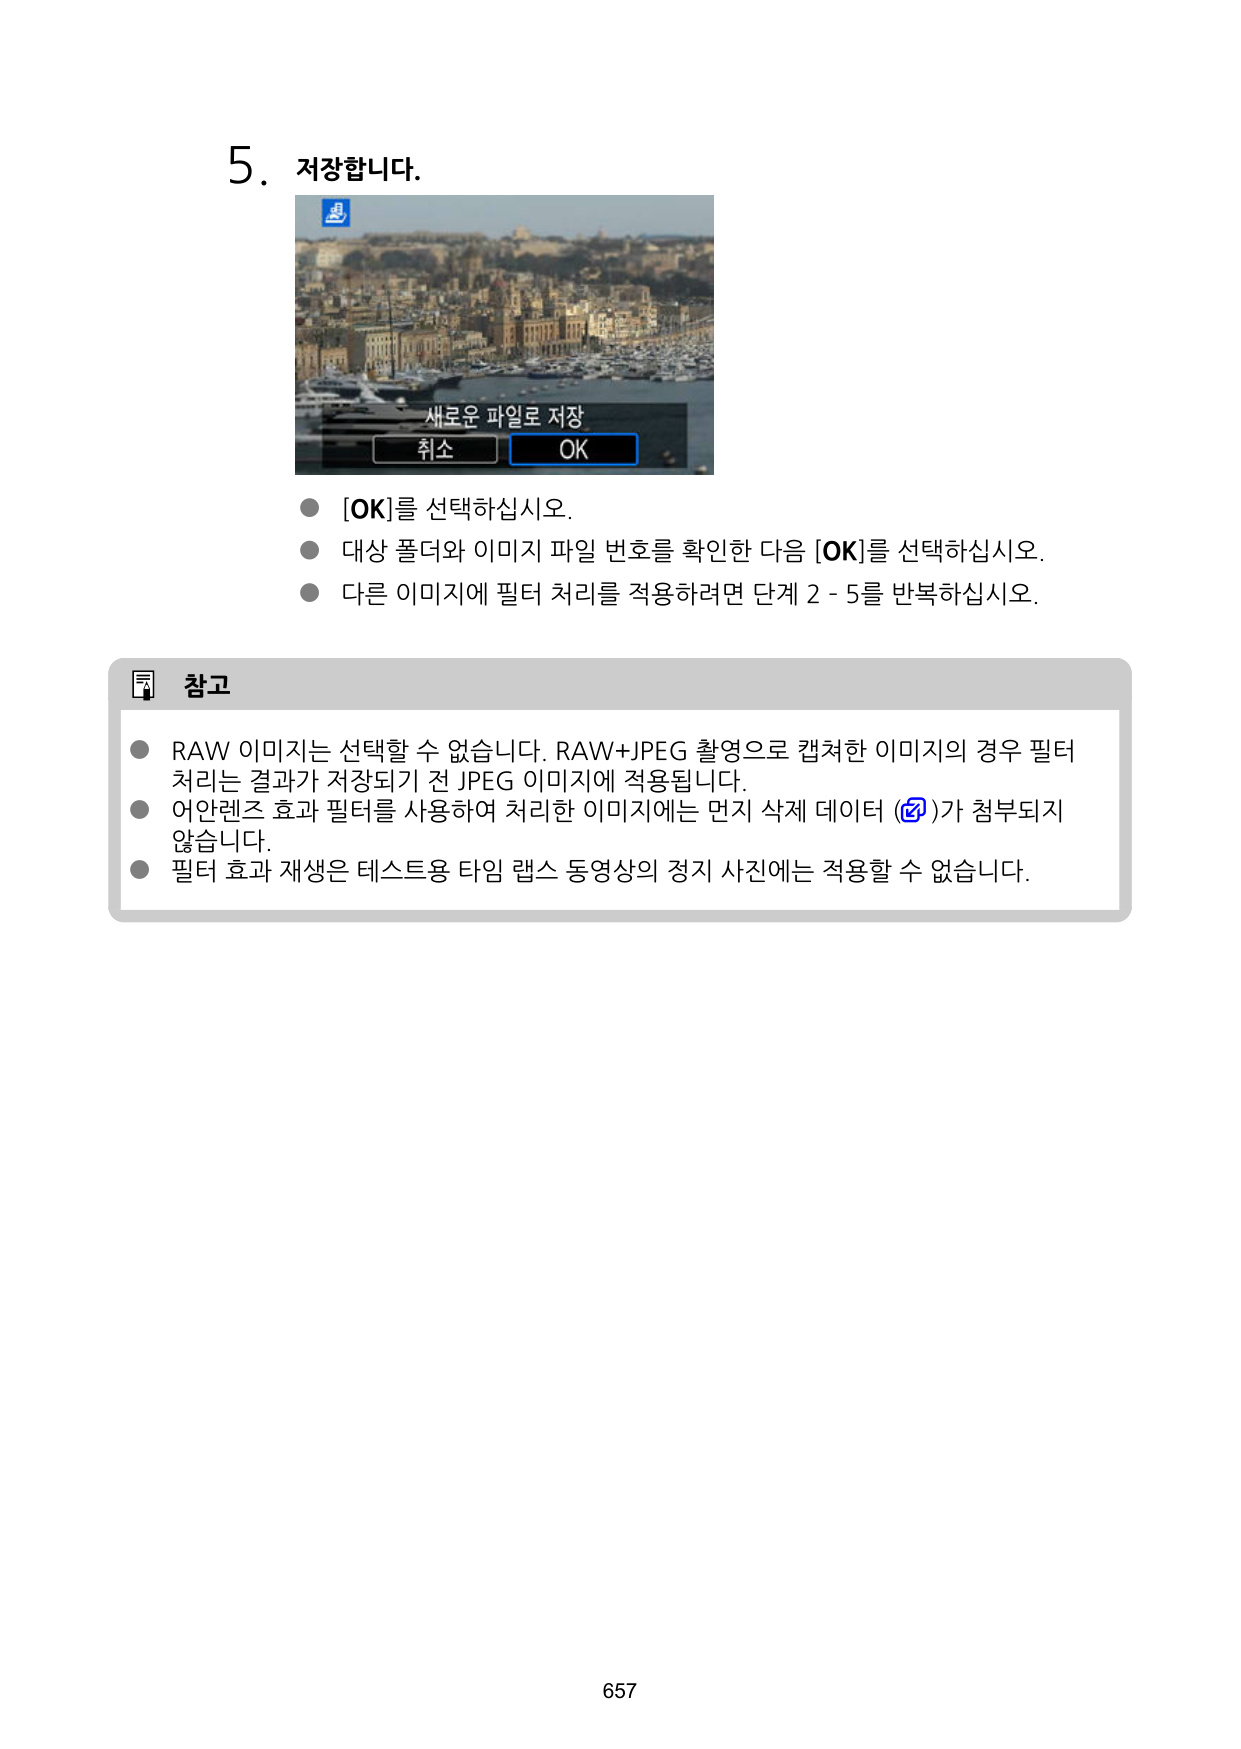 5. 저장합니다.
새로운 파일로 저장
취소 OK
● [OK]를 선택하십시오.
● 대상 폴더와 이미지 파일 번호를 확인한 다음 [OK]를 선택하십시오.
● 다른 이미지에 필터 처리를 적용하려면 단계 2 - 5를 반복하십시오.
참고
● RAW 이미지는 선택할 수 없습니다. RAW+JPEG 촬영으로 캡쳐한 이미지의 경우 필터
처리는 결과가 저장되기 전 JPEG 이미지에 적용됩니다.
● 어안렌즈 효과 필터를 사용하여 처리한 이미지에는 먼지 삭제 데이터 ( )가 첨부되지
않습니다.
● 필터 효과 재생은 테스트용 타임 랩스 동영상의 정지 사진에는 적용할 수 없습니다.
657